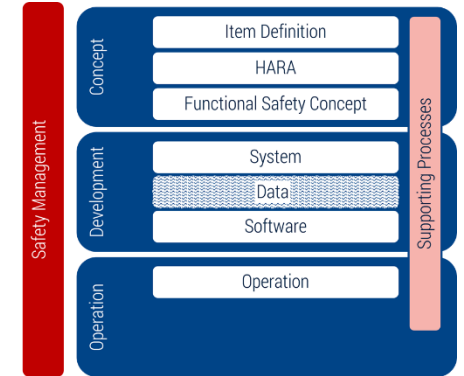 Safety Management
Concept
Item Definition
HARA
Functional Safety Concept
Development
System
Data
Software
Operation
Operation
Supporting Processes